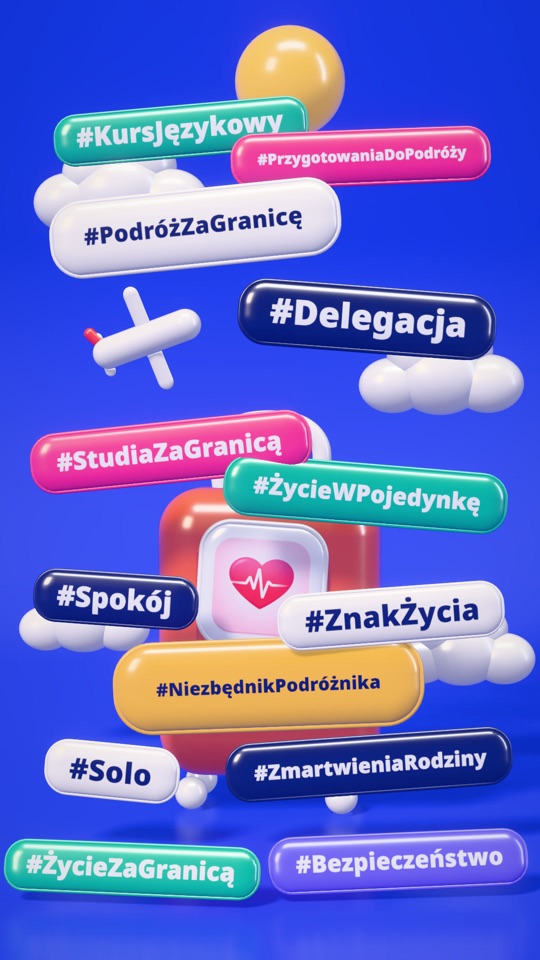 #KursJęzykowy
#PrzygotowaniaDoPodróży
#PodróżZaGranicę
#Delegacja
#StudiaZaGranicą
#ŻycieWPojedynkę
#Spokój
#ZnakŻycia
#NiezbędnikPodróżnika
#Solo
#ZmartwieniaRodziny
#ŻycieZaGranicą
#Bezpieczeństwo